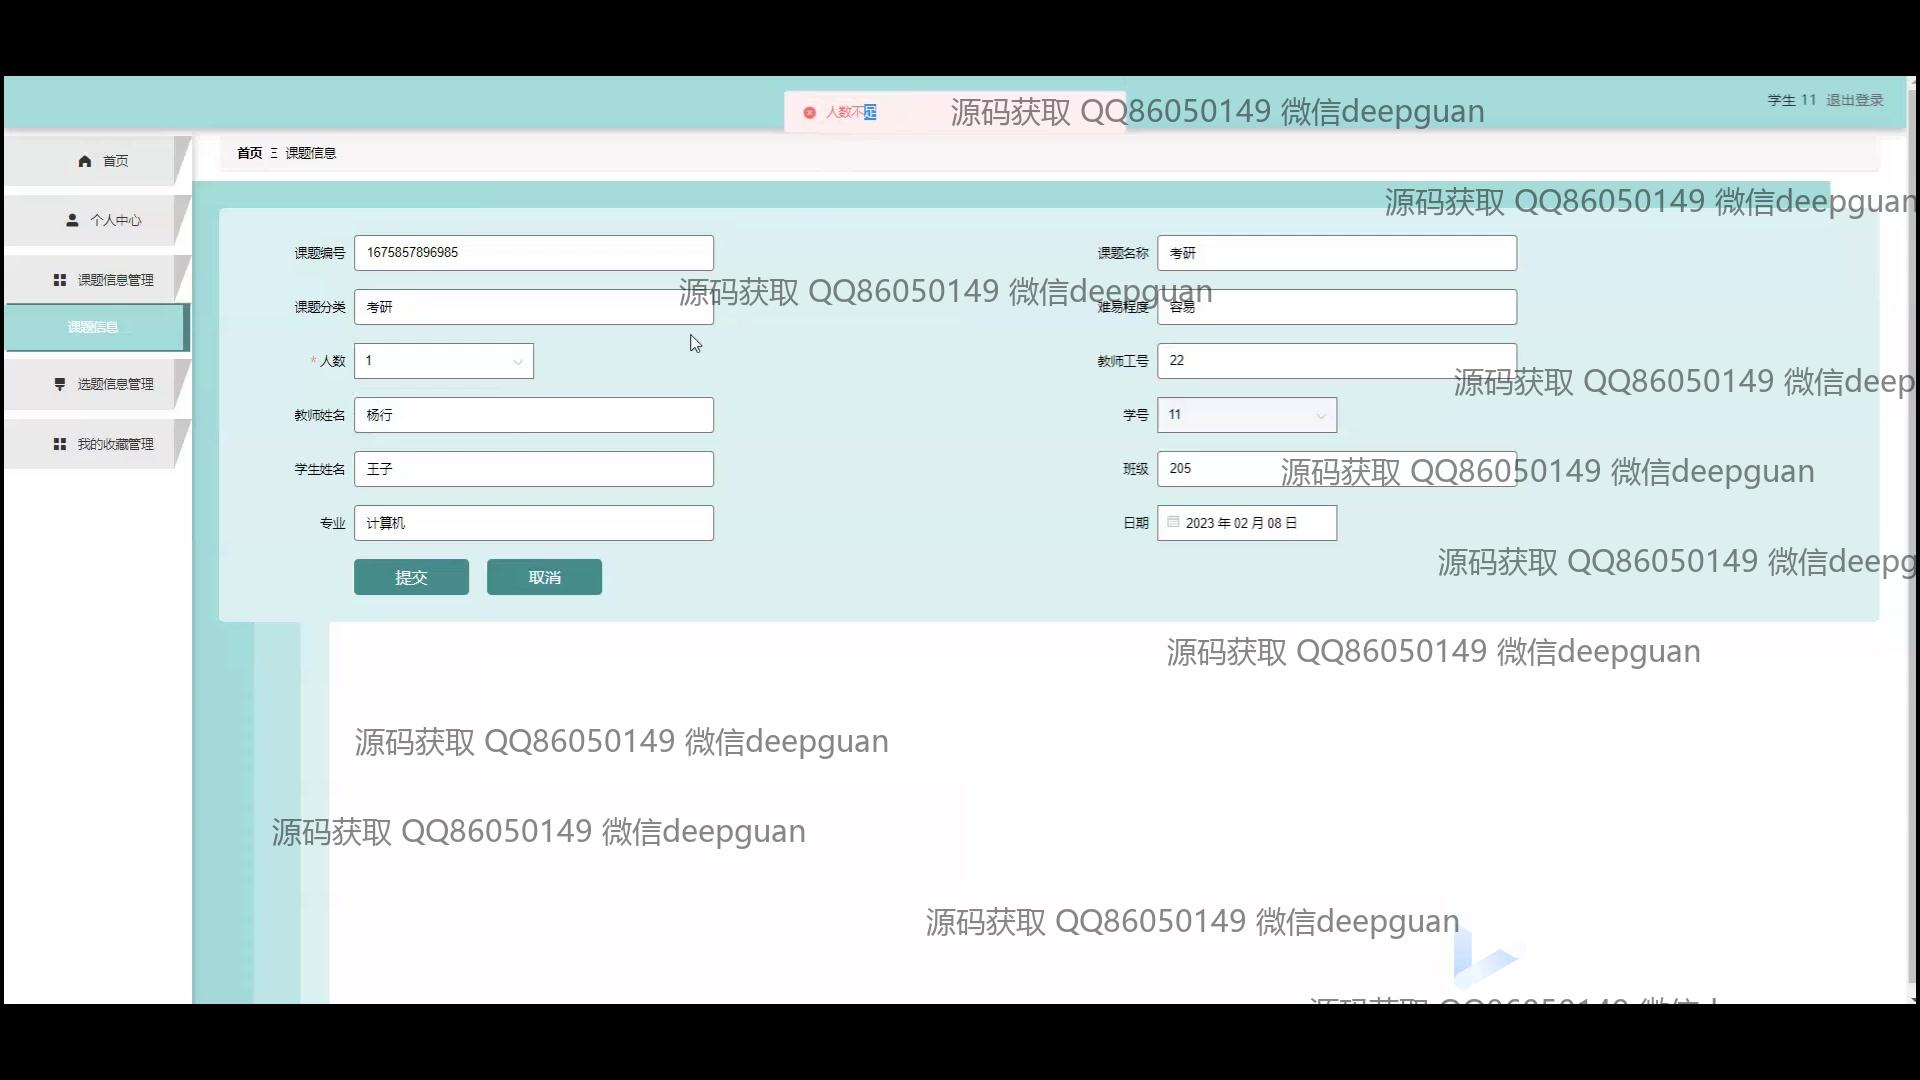 人数不足
源码获取 QQ86050149 微信deepguan
学生 11 退出登录
首页
首页 课题信息
源码获取 QQ86050149 微信deepguan
个人中心
课题编号 1675857896985
课题名称 考研
课题信息管理
源码获取 QQ86050149 微信deepguan
课题分类 考研
难易程度 容易
课题信息
* 人数 1
教师工号 22
源码获取 QQ86050149 微信deep
选题信息管理
教师姓名 杨行
学号 11
我的收藏管理
学生姓名 王子
班级 205
源码获取 QQ86050149 微信deepguan
专业 计算机
日期 2023 年 02 月 08 日
源码获取 QQ86050149 微信deepg
提交 取消
源码获取 QQ86050149 微信deepguan
源码获取 QQ86050149 微信deepguan
源码获取 QQ86050149 微信deepguan
源码获取 QQ86050149 微信deepguan